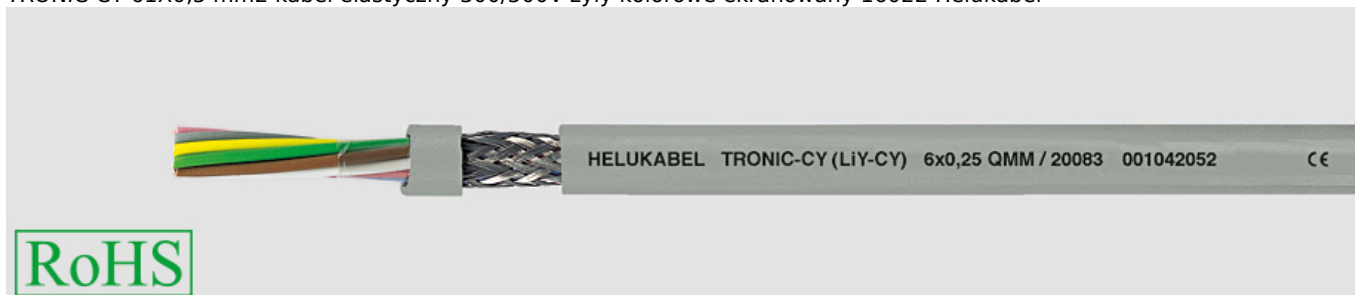 HELUKABEL TRONIC-CY (LiY-CY) 6x0,25 QMM / 20083 001042052 CE
RoHS